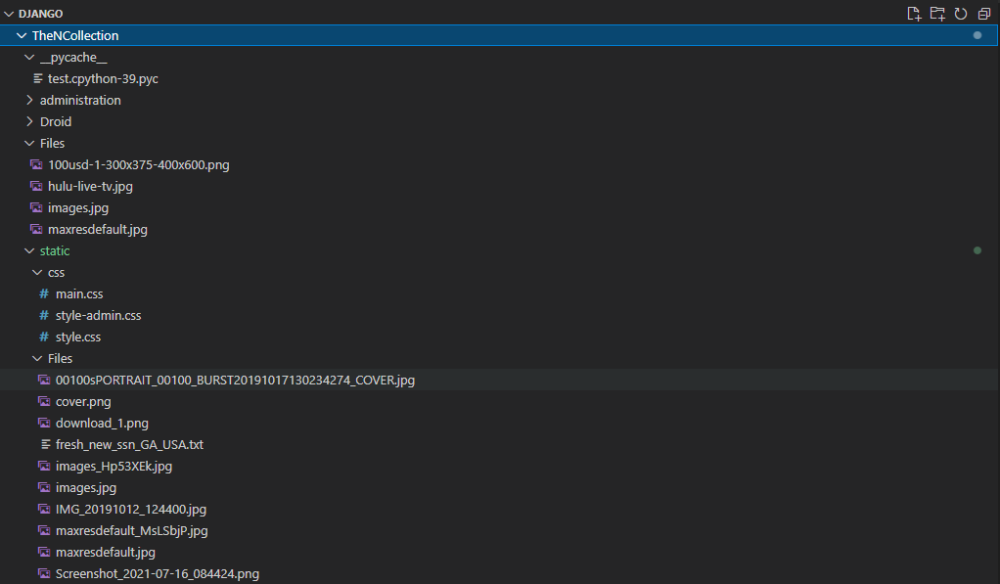 DJANGO
TheNCollection
__pycache__
test.cpython-39.pyc
administration
Droid
Files
100usd-1-300x375-400x600.png
hulu-live-tv.jpg
images.jpg
maxresdefault.jpg
static
css
main.css
style-admin.css
style.css
Files
00100sPORTRAIT_00100_BURST20191017130234274_COVER.jpg
cover.png
download_1.png
fresh_new_ssn_GA_USA.txt
images_Hp53XEk.jpg
images.jpg
IMG_20191012_124400.jpg
maxresdefault_MsLSbjP.jpg
maxresdefault.jpg
Screenshot_2021-07-16_084424.png